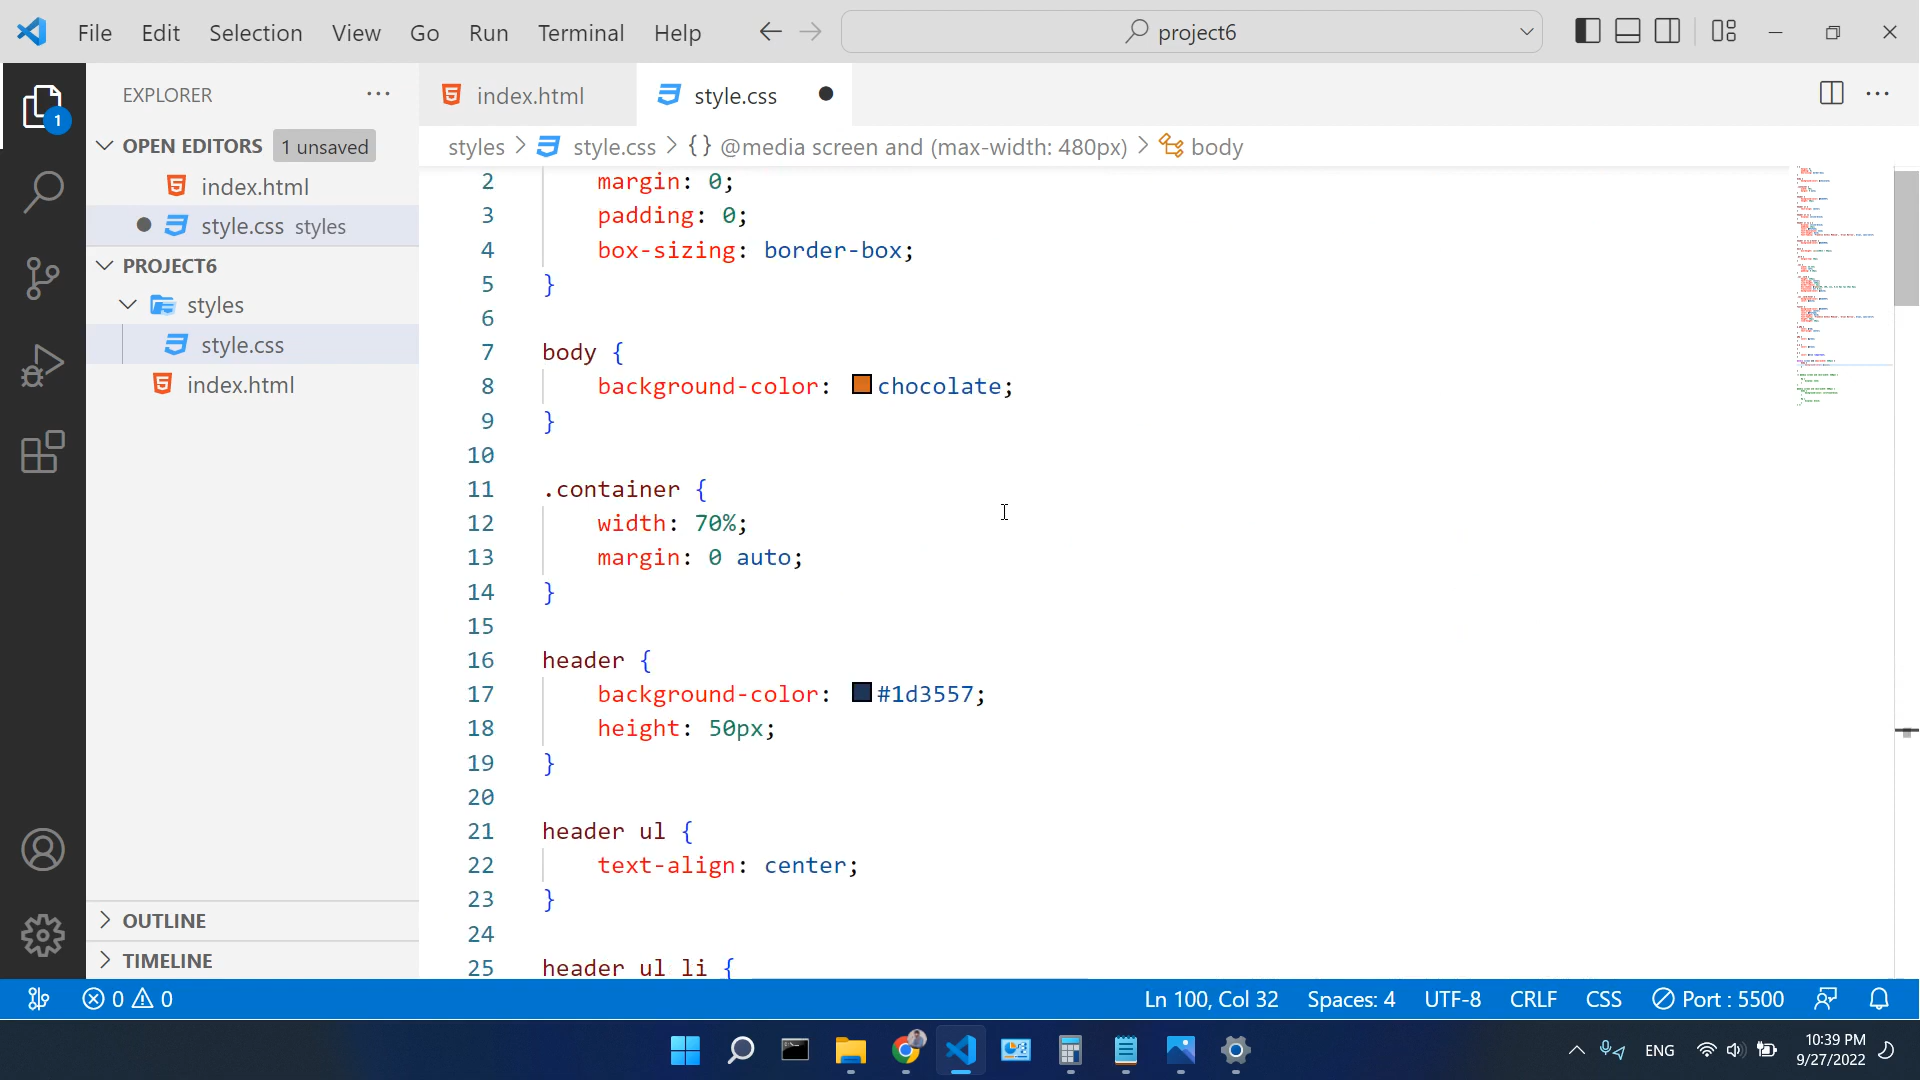 File Edit Selection View Go Run Terminal Help project6
EXPLORER
OPEN EDITORS 1 unsaved
index.html
style.css styles
PROJECT6
styles
style.css
index.html
OUTLINE
TIMELINE
1
index.html style.css
styles > style.css > {} @media screen and (max-width: 480px) > body
2 margin: 0;
3 padding: 0;
4 box-sizing: border-box;
5 }
6
7 body {
8 background-color: chocolate;
9 }
10
11 .container {
12 width: 70%;
13 margin: 0 auto;
14 }
15
16 header {
17 background-color: #1d3557;
18 height: 50px;
19 }
20
21 header ul {
22 text-align: center;
23 }
24
25 header ul li {
0 0 Ln 100, Col 32 Spaces: 4 UTF-8 CRLF CSS Port : 5500
ENG 10:39 PM
9/27/2022